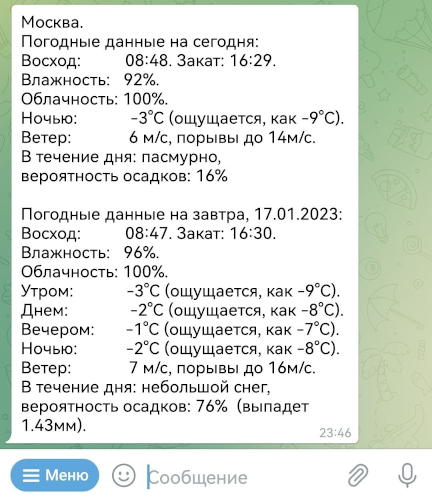 Москва.
Погодные данные на сегодня:
Восход: 08:48. Закат: 16:29.
Влажность: 92%.
Облачность: 100%.
Ночью: -3°C (ощущается, как -9°C).
Ветер: 6 м/с, порывы до 14м/с.
В течение дня: пасмурно,
вероятность осадков: 16%
Погодные данные на завтра, 17.01.2023:
Восход: 08:47. Закат: 16:30.
Влажность: 96%.
Облачность: 100%.
Утром: -3°C (ощущается, как -9°C).
Днем: -2°C (ощущается, как -8°C).
Вечером: -1°C (ощущается, как -7°C).
Ночью: -2°C (ощущается, как -8°C).
Ветер: 7 м/с, порывы до 16м/с.
В течение дня: небольшой снег,
вероятность осадков: 76% (выпадет
1.43мм).
23:46
Меню Сообщение